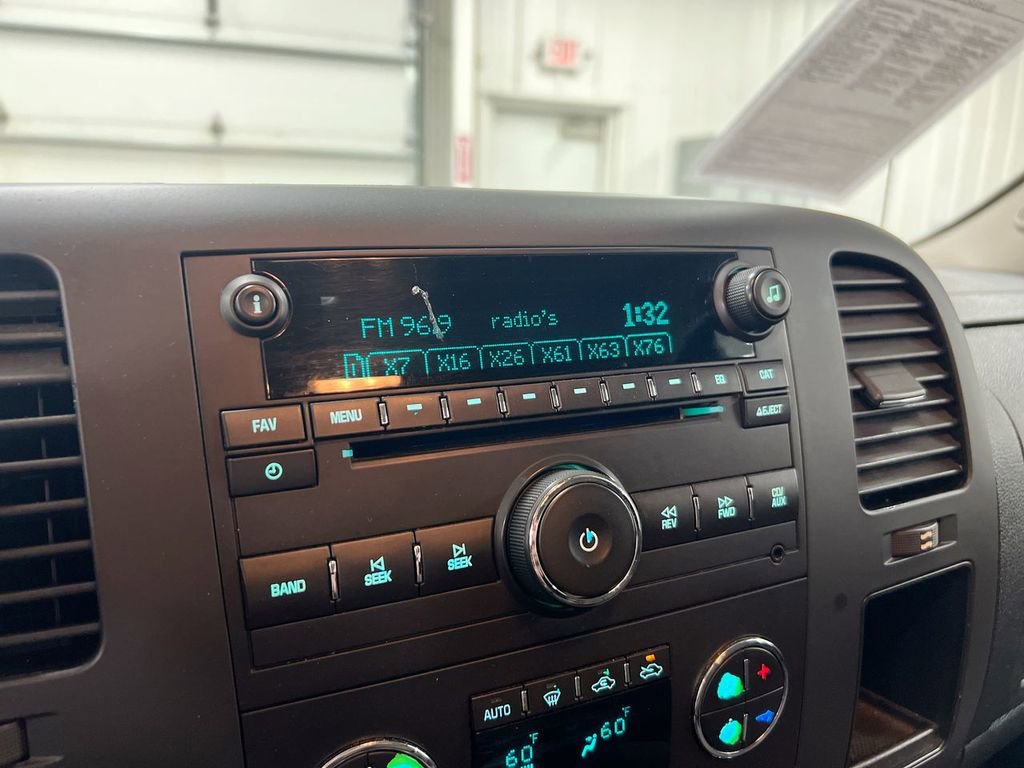 EXIT
i
FM 96.9 radio's 1:32
X7 X16 X26 X61 X63 X76
FAV MENU EQ CAT
EJECT
REV FWD CD/AUX
BAND SEEK SEEK
AUTO
60°F 60°F